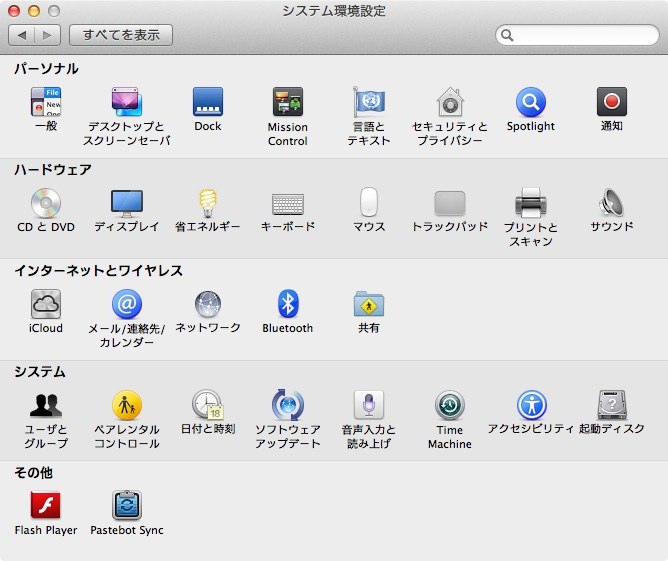 システム環境設定
すべてを表示
パーソナル
File
New
One
一般
デスクトップと
スクリーンセーバ
Dock
Mission
Control
言語と
テキスト
セキュリティと
プライバシー
Spotlight
通知
ハードウェア
CD と DVD
ディスプレイ
省エネルギー
キーボード
マウス
トラックパッド
プリントと
スキャン
サウンド
インターネットとワイヤレス
iCloud
@
メール/連絡先/
カレンダー
ネットワーク
Bluetooth
共有
システム
ユーザと
グループ
ペアレンタル
コントロール
18
日付と時刻
ソフトウェア
アップデート
音声入力と
読み上げ
Time
Machine
アクセシビリティ
?
起動ディスク
その他
Flash Player
Pastebot Sync